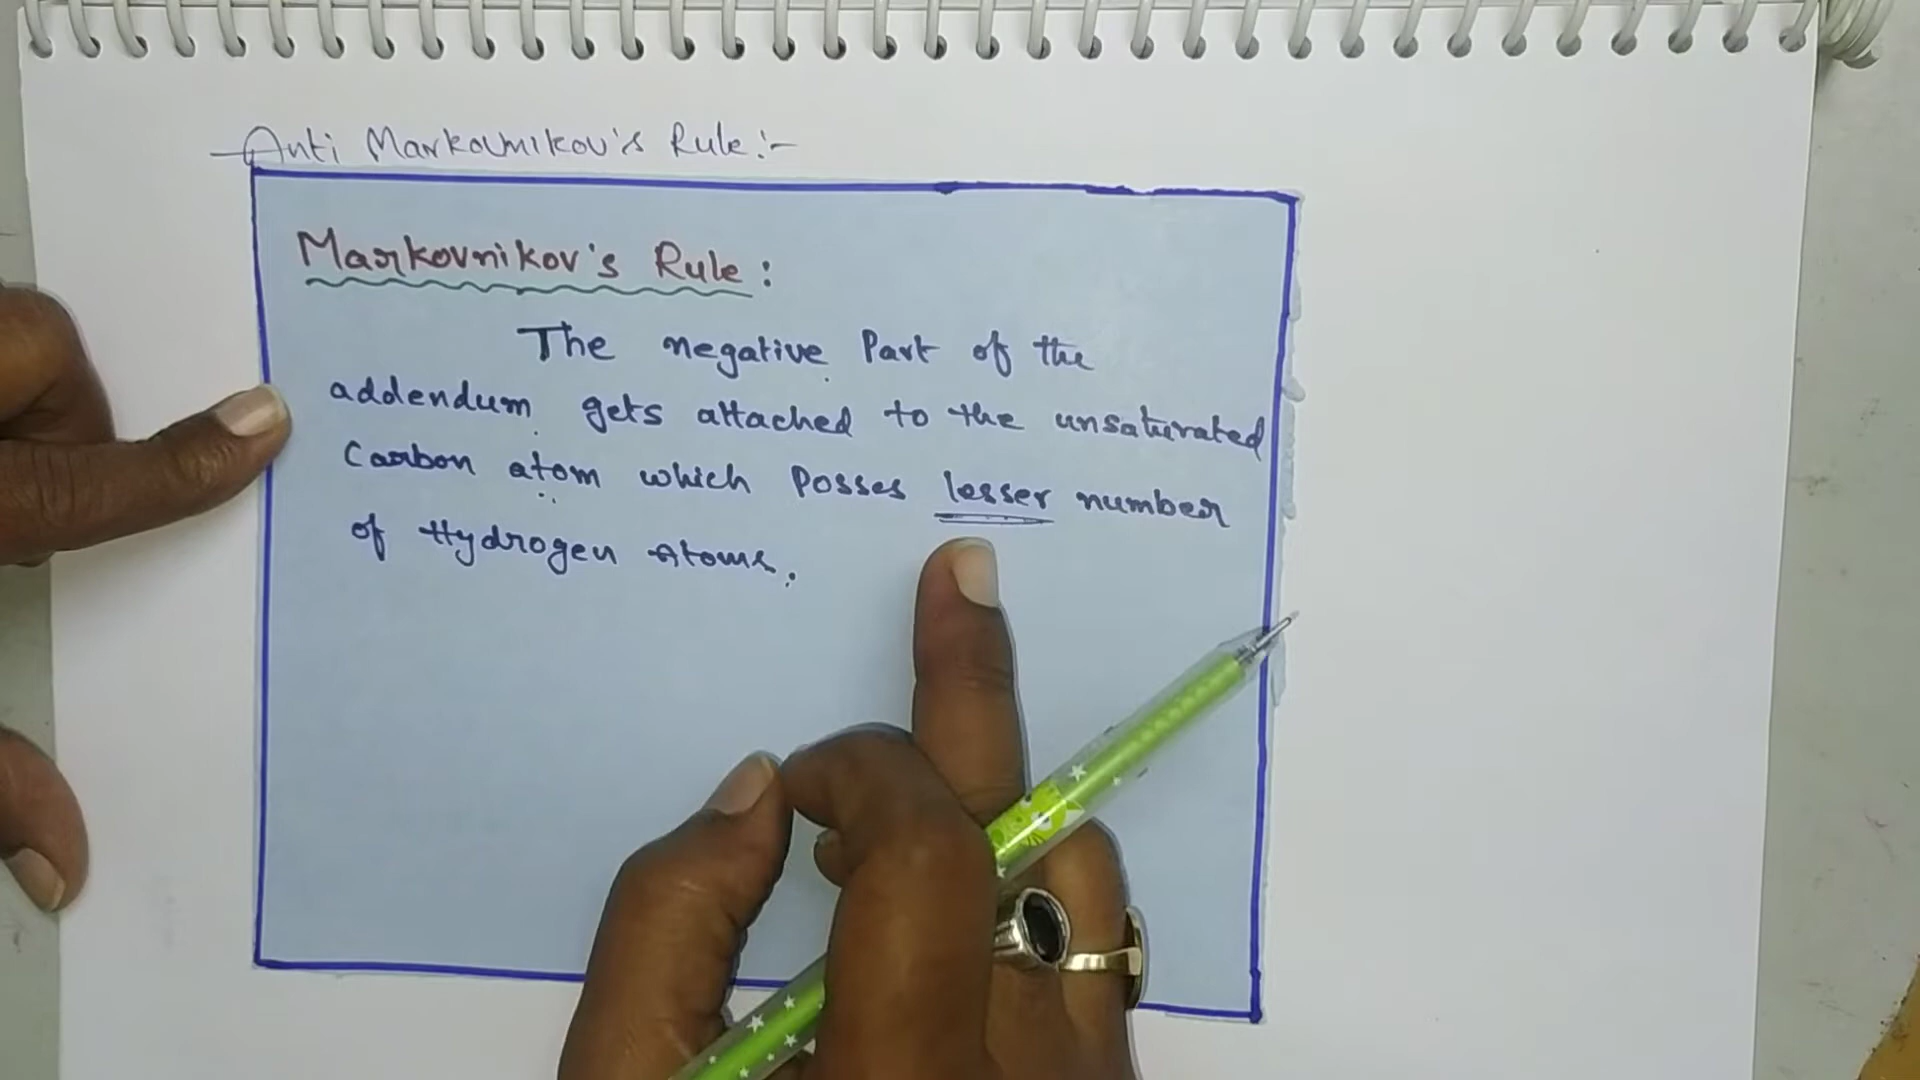 Anti Markovnikov's Rule:-
Markovnikov's Rule:
The negative Part of the
addendum gets attached to the unsaturated
Carbon atom which Posses lesser number
of Hydrogen Atoms.